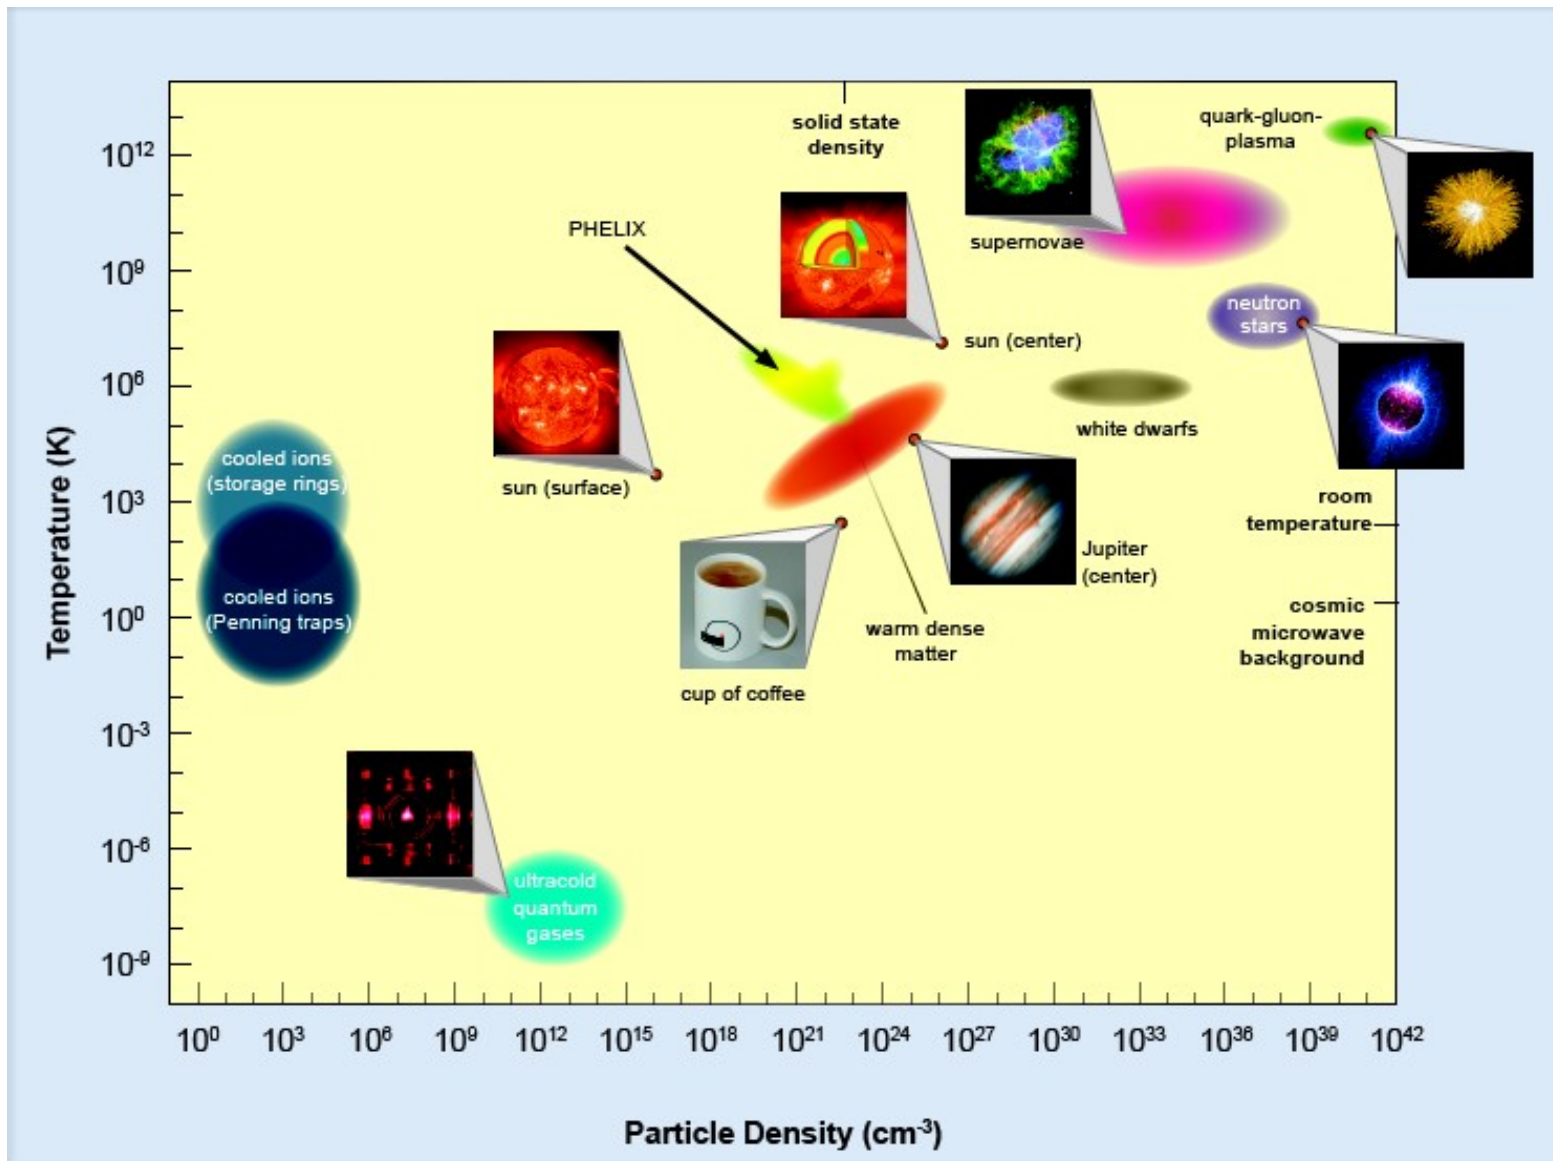 solid state
density
quark-gluon-
plasma
PHELIX
supernovae
neutron
stars
sun (center)
white dwarfs
sun (surface)
cooled ions
(storage rings)
cooled ions
(Penning traps)
room
temperature
Jupiter
(center)
cosmic
microwave
background
warm dense
matter
cup of coffee
ultracold
quantum
gases
Temperature (K)
10¹²
10⁹
10⁶
10³
10⁰
10⁻³
10⁻⁶
10⁻⁹
10⁰ 10³ 10⁶ 10⁹ 10¹² 10¹⁵ 10¹⁸ 10²¹ 10²⁴ 10²⁷ 10³⁰ 10³³ 10³⁶ 10³⁹ 10⁴²
Particle Density (cm⁻³)